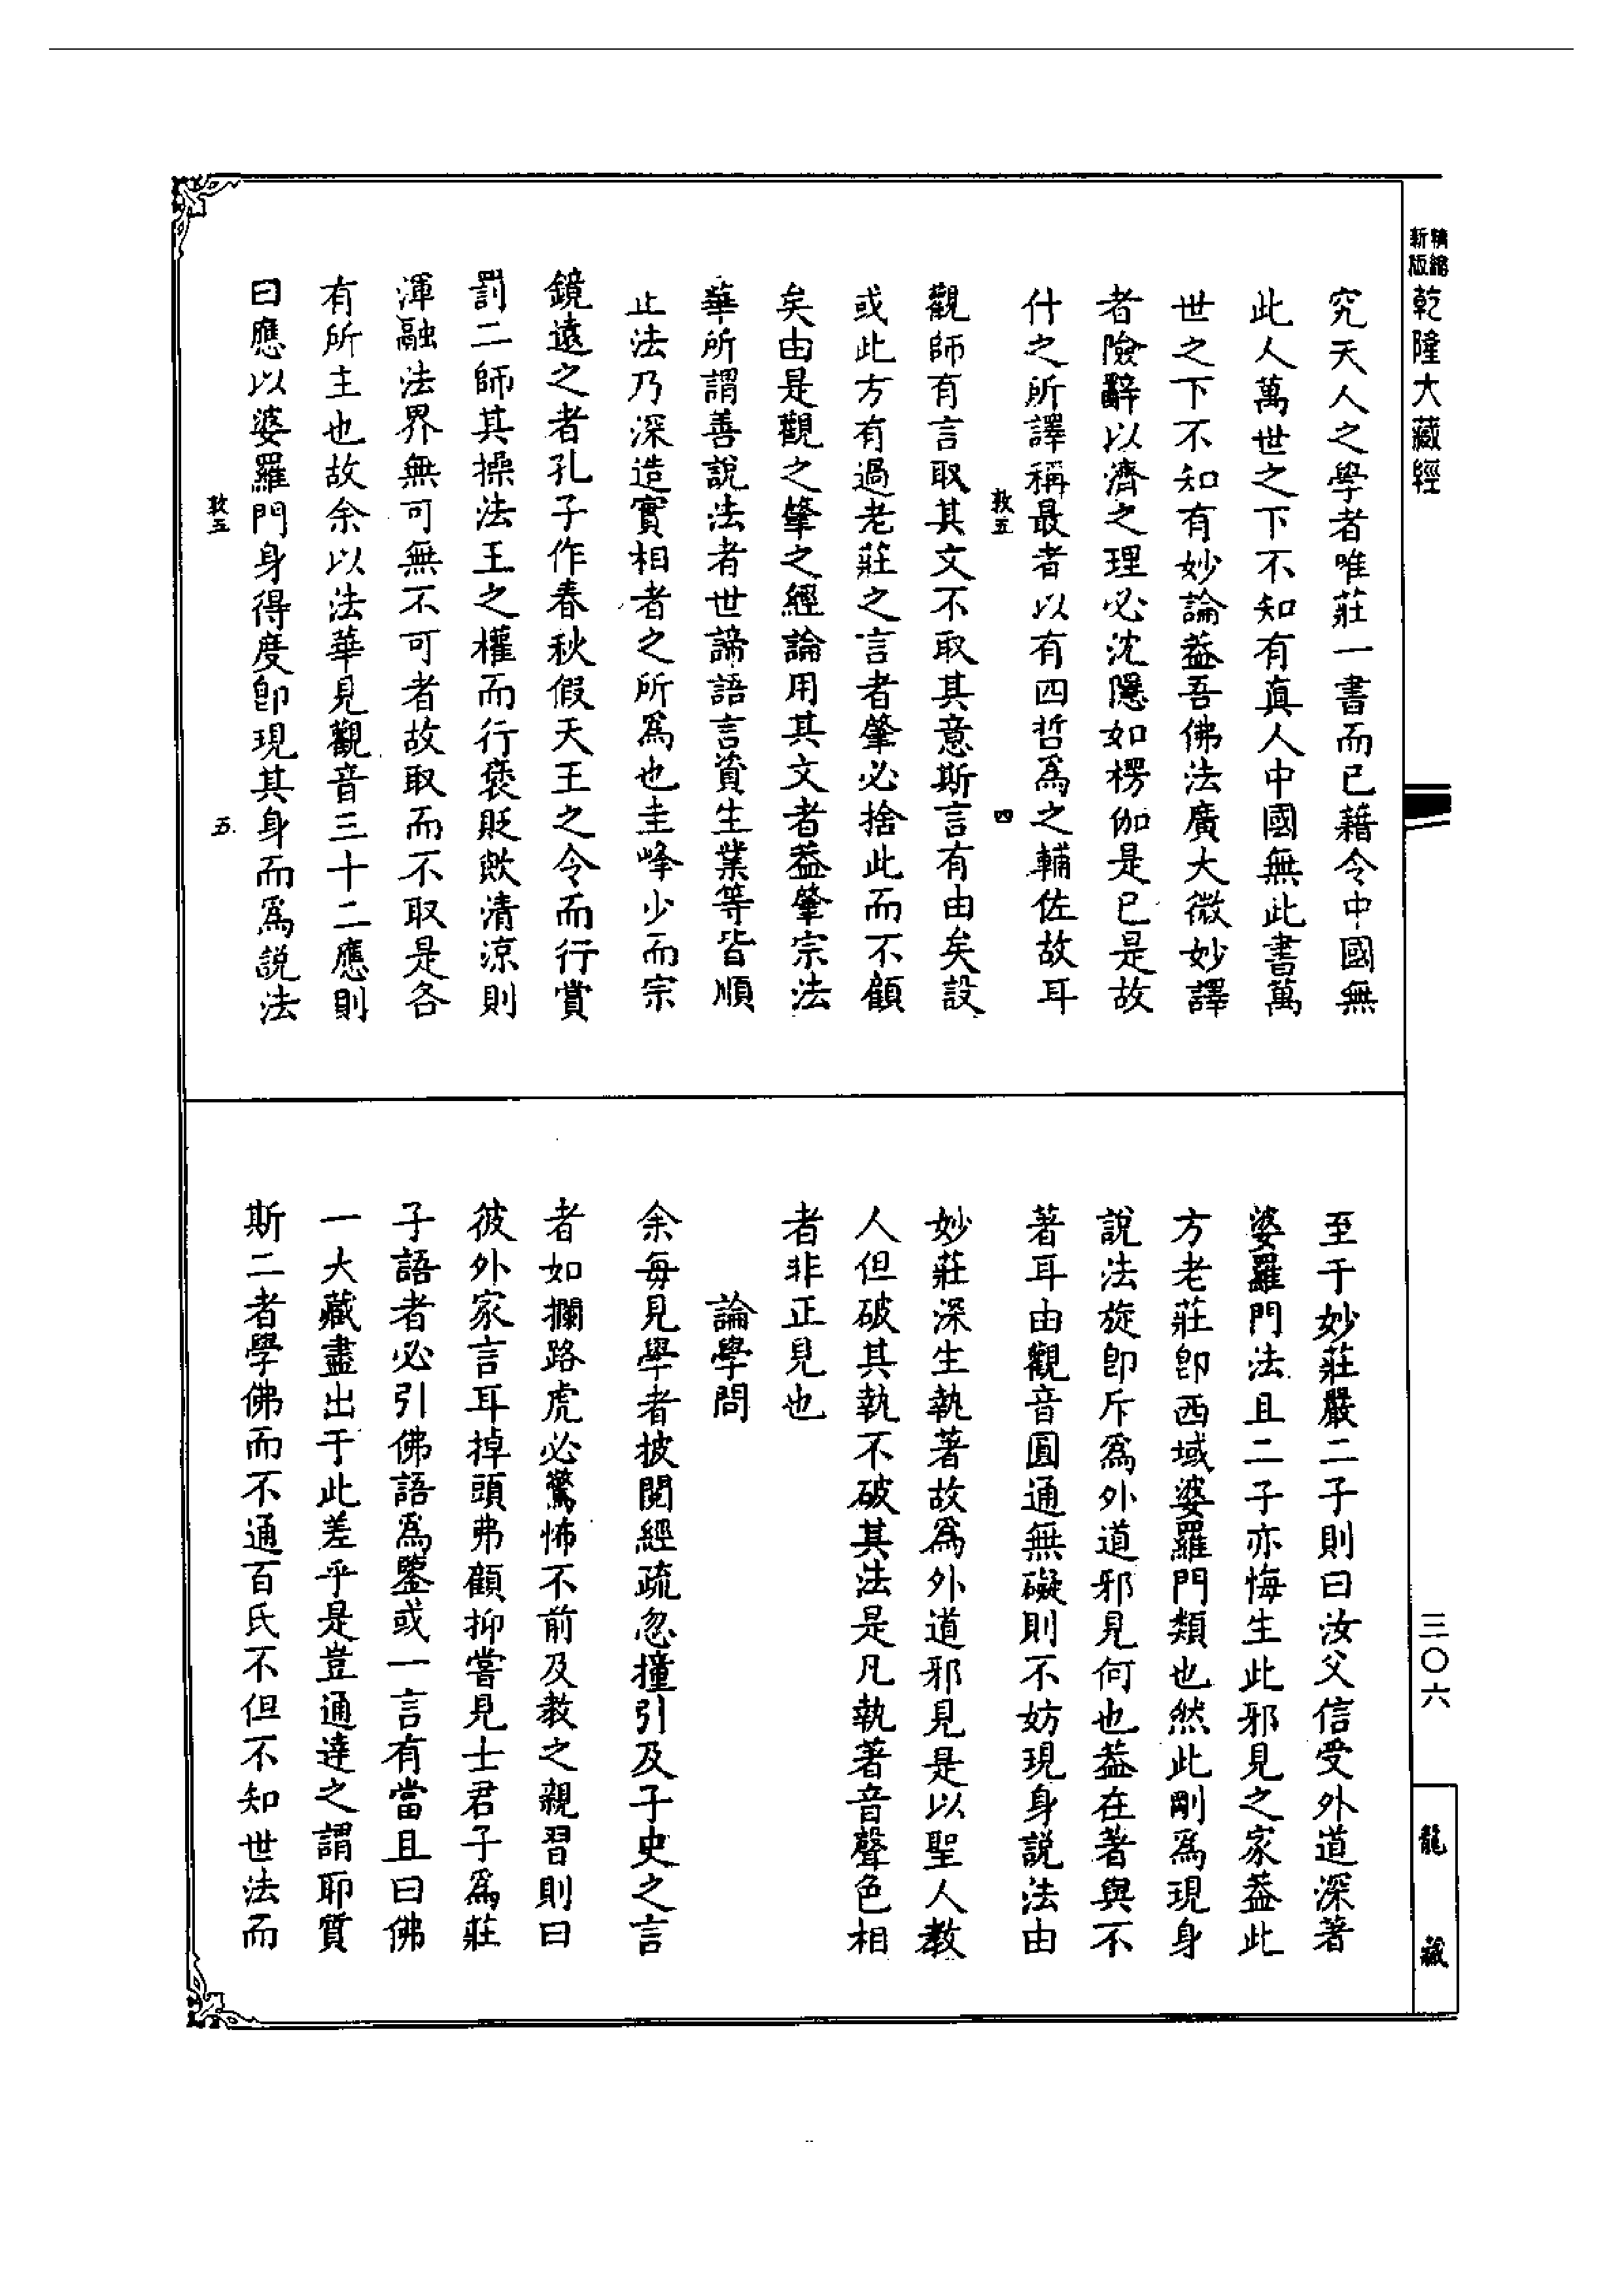 精縮新版乾隆大藏經
究天人之學者唯莊一書而已藉令中國無
此人萬世之下不知有真人中國無此書萬
世之下不知有妙論葢吾佛法廣大微妙譯
者險辭以濟之理必沈隱如楞伽是已是故
什之所譯稱最者以有四哲爲之輔佐故耳
敦五 四
觀師有言取其文不取其意斯言有由矣設
或此方有過老莊之言者肇必捨此而不顧
矣由是觀之肇之經論用其文者葢肇宗法
華所謂善說法者世諦語言資生業等皆順
正法乃深造實相者之所爲也圭峰少而宗
鏡遠之者孔子作春秋假天王之令而行賞
罰二師其操法王之權而行褒貶歟清涼則
渾融法界無可無不可者故取而不取是各
有所主也故余以法華見觀音三十二應則
曰應以婆羅門身得度卽現其身而爲説法
敦五 五
至于妙莊嚴二子則曰汝父信受外道深著
婆羅門法且二子亦悔生此邪見之家葢此
方老莊卽西域婆羅門類也然此剛爲現身
說法旋卽斥爲外道邪見何也葢在著與不
著耳由觀音圓通無礙則不妨現身説法由
妙莊深生執著故爲外道邪見是以聖人教
人但破其執不破其法是凡執著音聲色相
者非正見也
論學問
余每見學者披閱經疏忽撞引及子史之言
者如攔路虎必驚怖不前及教之親習則曰
彼外家言耳掉頭弗顧抑嘗見士君子爲莊
子語者必引佛語爲鑒或一言有當且曰佛
一大藏盡出于此差乎是豈通達之謂耶質
斯二者學佛而不通百氏不但不知世法而
三〇六
龍藏